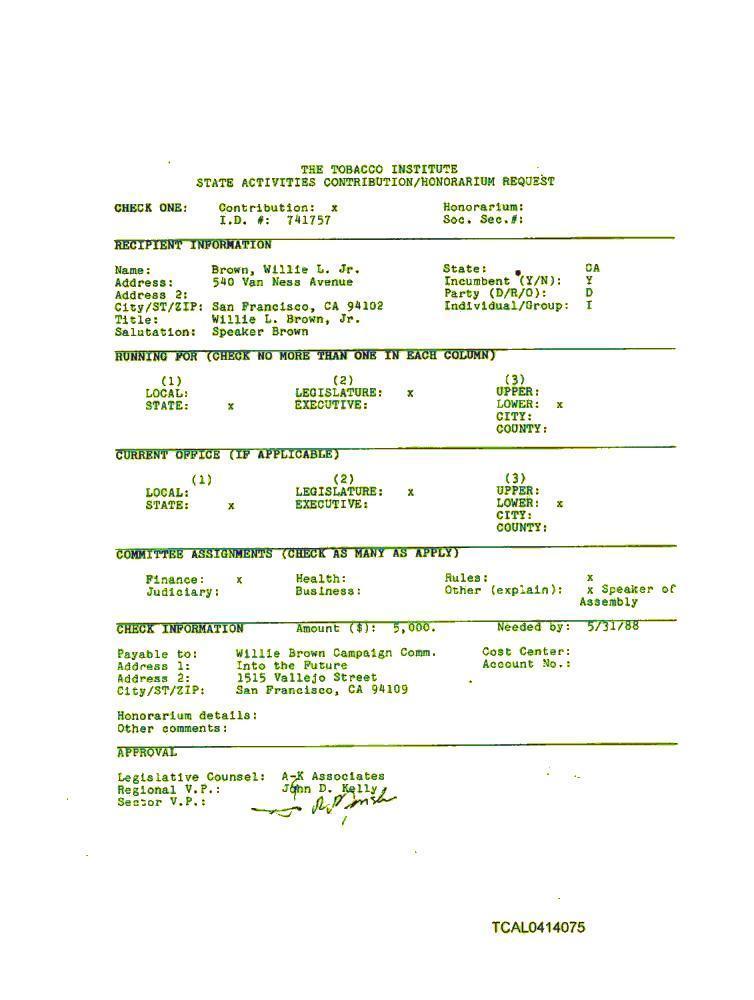 THE TOBACCO INSTITUTE
STATE ACTIVITIES CONTRIBUTION/HONORARIUM REQUEST
CHECK ONE: Contribution: x Honorarium:
I.D. #: 741757 Soc. Sec.#:
RECIPIENT INFORMATION
Name: Brown, Willie L. Jr. State: CA
Address: 540 Van Ness Avenue Incumbent (Y/N): Y
Address 2: Party (D/R/O): D
City/ST/ZIP: San Francisco, CA 94102 Individual/Group: I
Title: Willie L. Brown, Jr.
Salutation: Speaker Brown
RUNNING FOR (CHECK NO MORE THAN ONE IN EACH COLUMN)
(1) (2) (3)
LOCAL: LEGISLATURE: x UPPER:
STATE: x EXECUTIVE: LOWER: x
CITY:
COUNTY:
CURRENT OFFICE (IF APPLICABLE)
(1) (2) (3)
LOCAL: LEGISLATURE: x UPPER:
STATE: x EXECUTIVE: LOWER: x
CITY:
COUNTY:
COMMITTEE ASSIGNMENTS (CHECK AS MANY AS APPLY)
Finance: x Health: Rules: x
Judiciary: Business: Other (explain): x Speaker of
Assembly
CHECK INFORMATION Amount ($): 5,000. Needed by: 5/31/88
Payable to: Willie Brown Campaign Comm. Cost Center:
Address 1: Into the Future Account No.:
Address 2: 1515 Vallejo Street
City/ST/ZIP: San Francisco, CA 94109
Honorarium details:
Other comments:
APPROVAL
Legislative Counsel: A-K Associates
Regional V.P.: John D. Kelly
Sector V.P.:
TCAL0414075